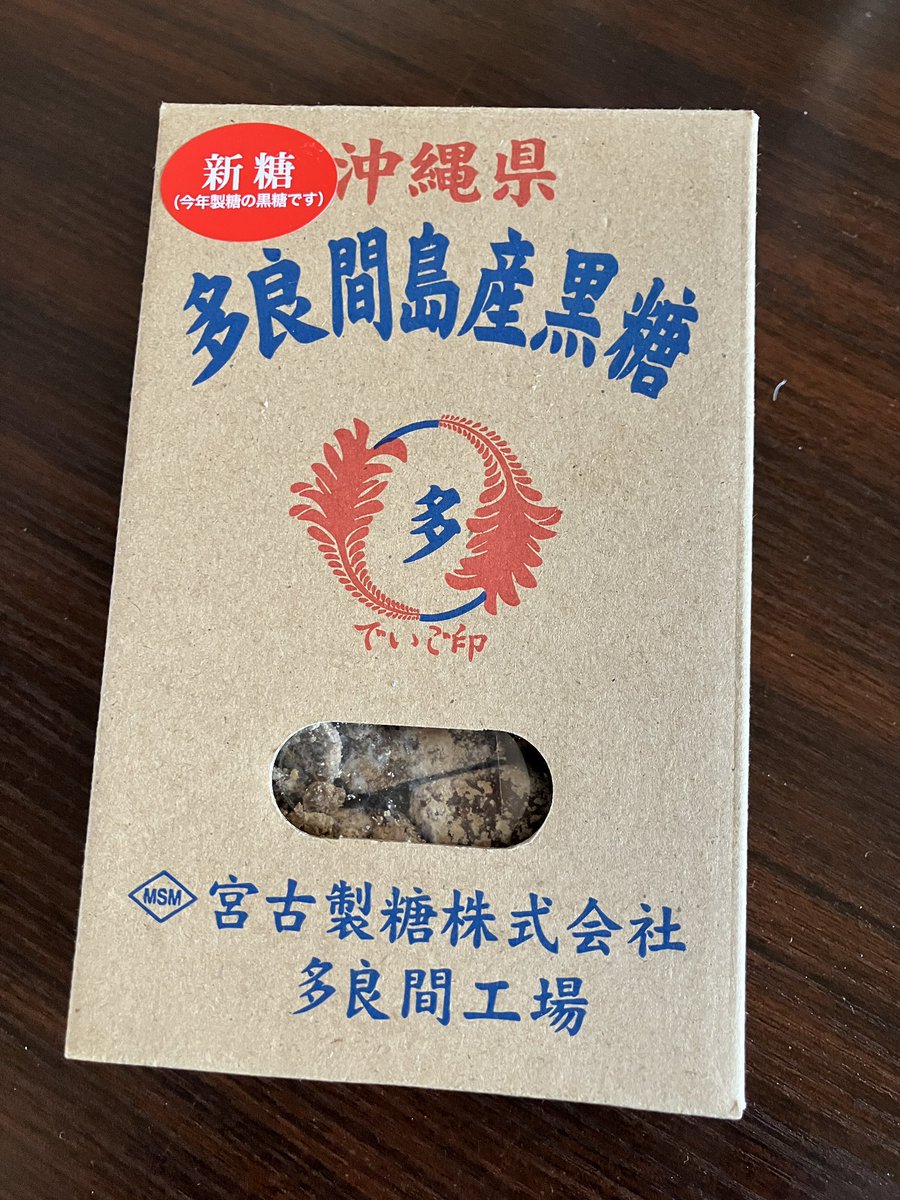 新糖
(今年製糖の黒糖です)
沖縄県
多良間島産黒糖
多
でいご印
MSM 宮古製糖株式会社
多良間工場